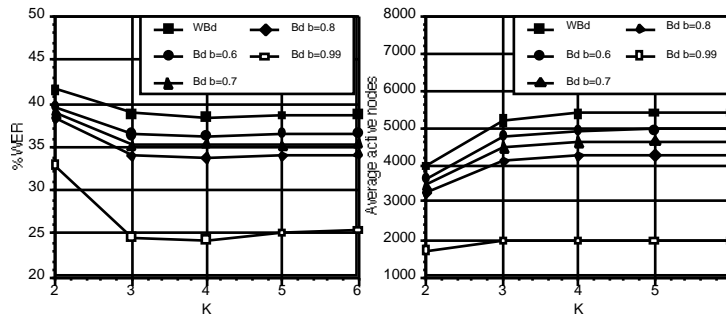 50
45
40
35
30
25
20
%WER
2 3 4 5 6
K
WBd
Bd b=0.8
Bd b=0.6
Bd b=0.99
Bd b=0.7
8000
7000
6000
5000
4000
3000
2000
1000
Average active nodes
2 3 4 5
K
WBd
Bd b=0.8
Bd b=0.6
Bd b=0.99
Bd b=0.7